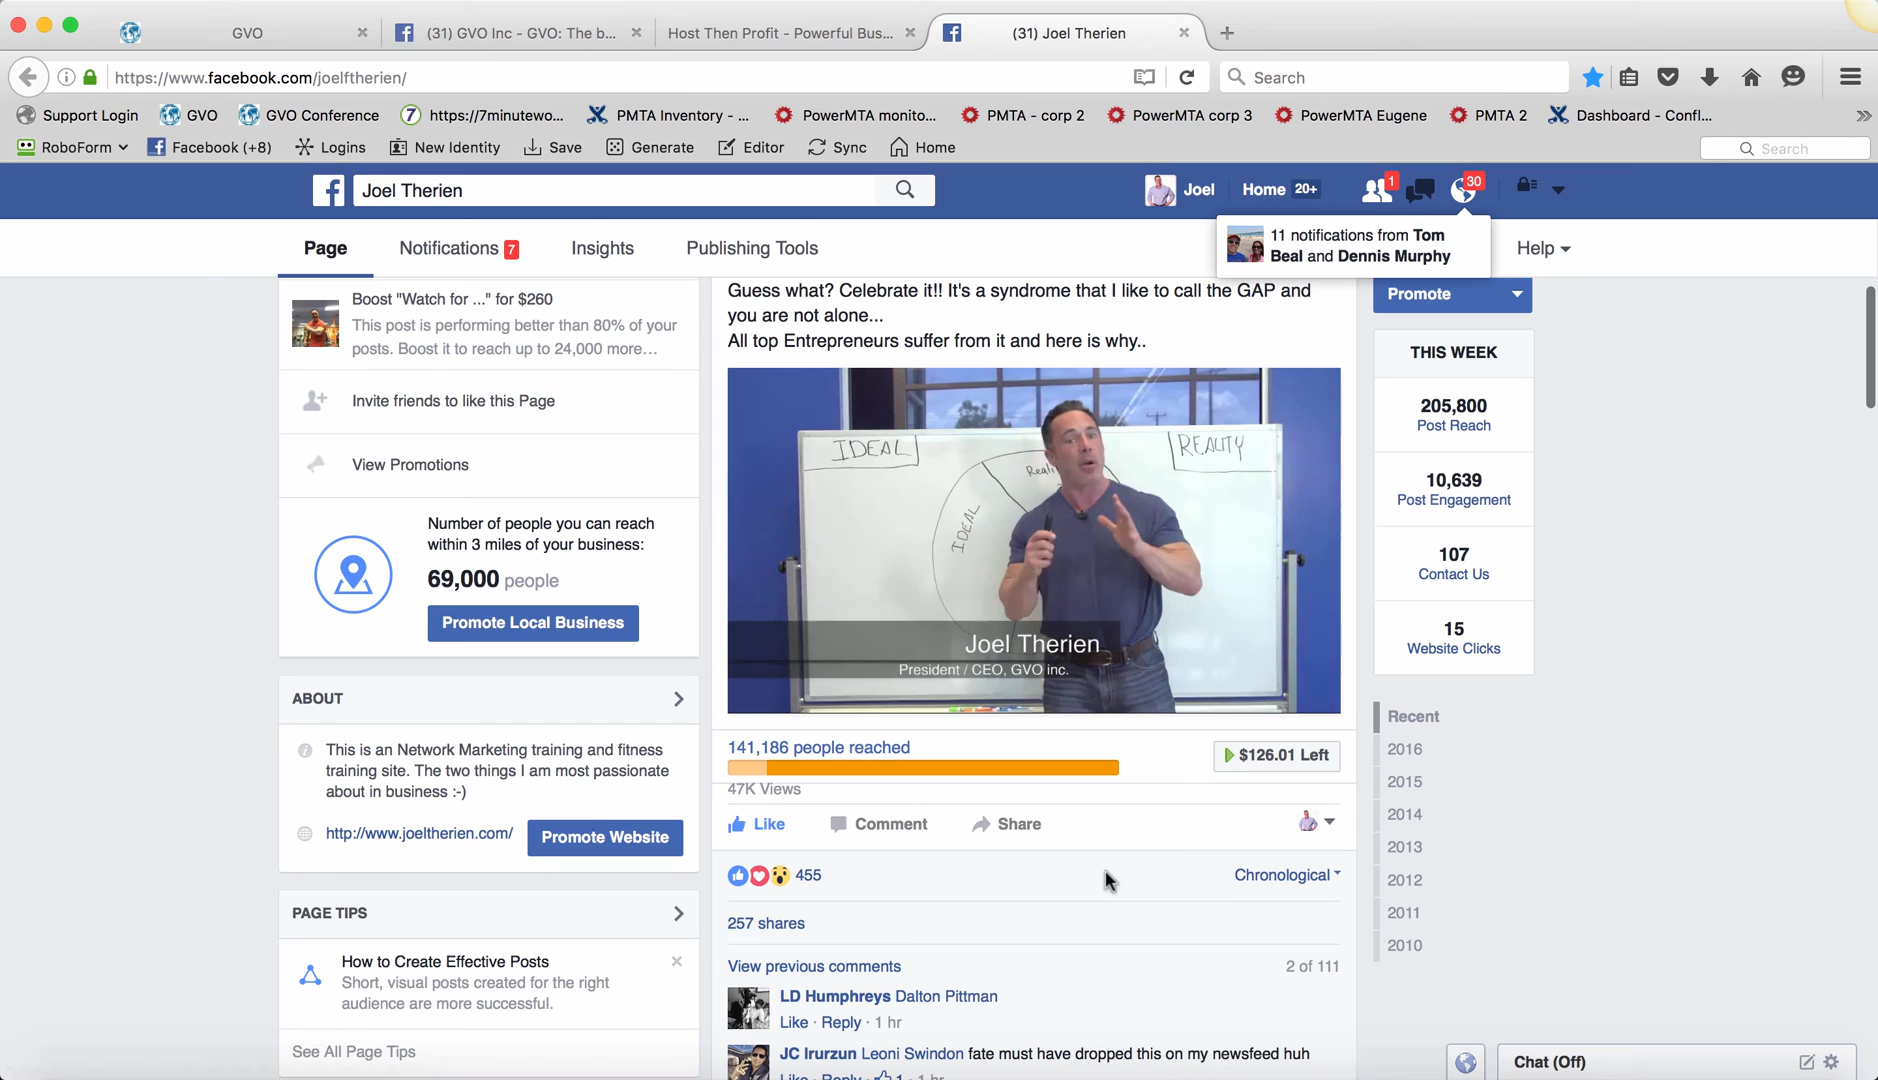 GVO
(31) GVO Inc - GVO: The b...
Host Then Profit - Powerful Bus...
(31) Joel Therien
https://www.facebook.com/joelftherien/
Search
Support Login
GVO
GVO Conference
https://7minutewo...
PMTA Inventory - ...
PowerMTA monito...
PMTA - corp 2
PowerMTA corp 3
PowerMTA Eugene
PMTA 2
Dashboard - Confl...
RoboForm
Facebook (+8)
Logins
New Identity
Save
Generate
Editor
Sync
Home
Search
Joel Therien
Joel
Home 20+
1
30
Page
Notifications 7
Insights
Publishing Tools
11 notifications from Tom
Beal and Dennis Murphy
Help
Boost "Watch for ..." for $260
This post is performing better than 80% of your
posts. Boost it to reach up to 24,000 more...
Invite friends to like this Page
View Promotions
Number of people you can reach
within 3 miles of your business:
69,000 people
Promote Local Business
ABOUT
This is an Network Marketing training and fitness
training site. The two things I am most passionate
about in business :-)
http://www.joeltherien.com/
Promote Website
PAGE TIPS
How to Create Effective Posts
Short, visual posts created for the right
audience are more successful.
See All Page Tips
Guess what? Celebrate it!! It's a syndrome that I like to call the GAP and
you are not alone...
All top Entrepreneurs suffer from it and here is why..
IDEAL
REALITY
IDEAL
Joel Therien
President / CEO, GVO inc.
141,186 people reached
$126.01 Left
47K Views
Like
Comment
Share
455
Chronological
257 shares
View previous comments
2 of 111
LD Humphreys Dalton Pittman
Like · Reply · 1 hr
JC Irurzun Leoni Swindon fate must have dropped this on my newsfeed huh
Like · Reply · 1 · 1 hr
Promote
THIS WEEK
205,800
Post Reach
10,639
Post Engagement
107
Contact Us
15
Website Clicks
Recent
2016
2015
2014
2013
2012
2011
2010
Chat (Off)